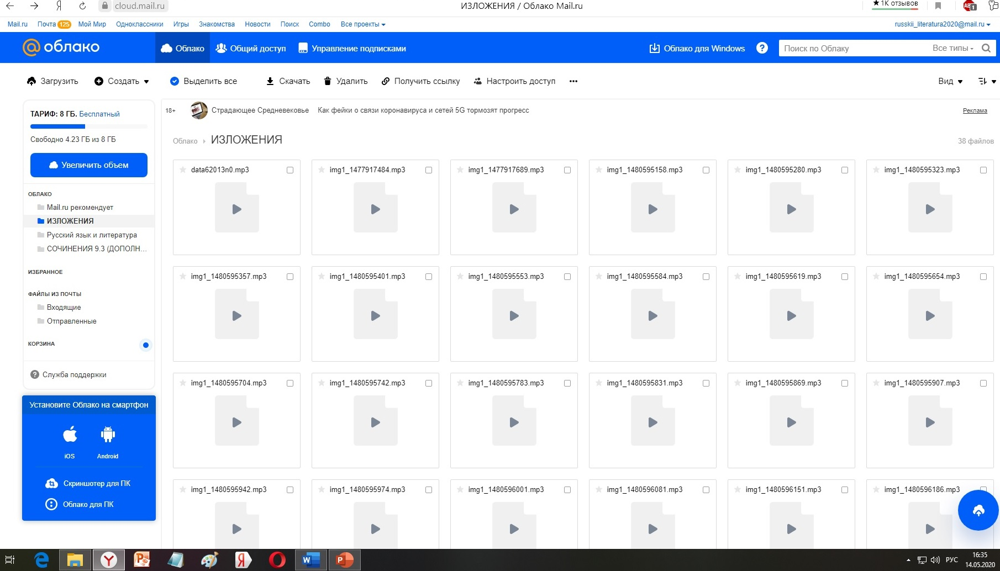 cloud.mail.ru
ИЗЛОЖЕНИЯ / Облако Mail.ru
★ 1К отзывов
Mail.ru Почта 125 Мой Мир Одноклассники Игры Знакомства Новости Поиск Combo Все проекты
russkii_literatura2020@mail.ru
облако
Облако Общий доступ Управление подписками
Облако для Windows ? Поиск по Облаку Все типы
Загрузить Создать Выделить все Скачать Удалить Получить ссылку Настроить доступ ••• Вид
ТАРИФ: 8 ГБ. Бесплатный
Свободно 4.23 ГБ из 8 ГБ
Увеличить объем
ОБЛАКО
Mail.ru рекомендует
ИЗЛОЖЕНИЯ
Русский язык и литература
СОЧИНЕНИЯ 9.3 (ДОПОЛН...
ИЗБРАННОЕ
ФАЙЛЫ ИЗ ПОЧТЫ
Входящие
Отправленные
КОРЗИНА
? Служба поддержки
Установите Облако на смартфон
iOS Android
Скриншотер для ПК
Облако для ПК
18+ Страдающее Средневековье Как фейки о связи коронавируса и сетей 5G тормозят прогресс Реклама
Облако ИЗЛОЖЕНИЯ 38 файлов
data62013n0.mp3 img1_1477917484.mp3 img1_1477917689.mp3 img1_1480595158.mp3 img1_1480595280.mp3 img1_1480595323.mp3
img1_1480595357.mp3 img1_1480595401.mp3 img1_1480595553.mp3 img1_1480595584.mp3 img1_1480595619.mp3 img1_1480595654.mp3
img1_1480595704.mp3 img1_1480595742.mp3 img1_1480595783.mp3 img1_1480595831.mp3 img1_1480595869.mp3 img1_1480595907.mp3
img1_1480595942.mp3 img1_1480595974.mp3 img1_1480596001.mp3 img1_1480596081.mp3 img1_1480596151.mp3 img1_1480596186.mp3
РУС
16:35
14.05.2020